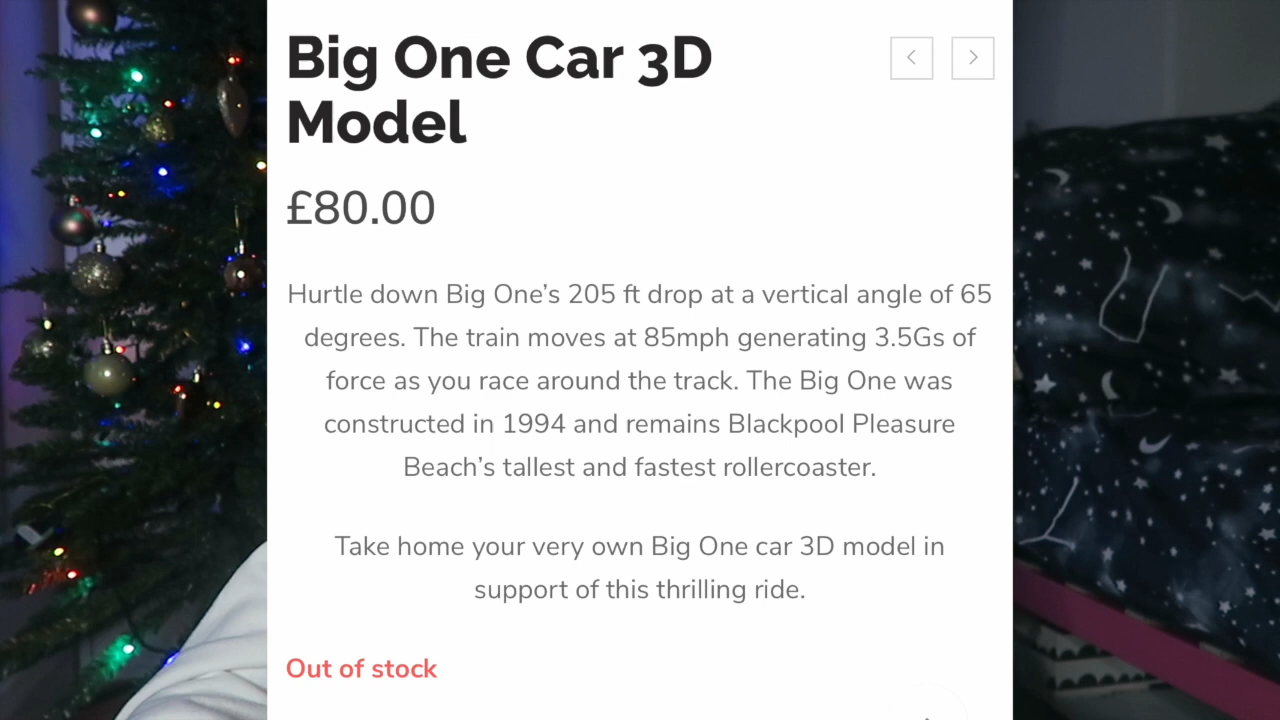 Big One Car 3D
Model
£80.00
Hurtle down Big One’s 205 ft drop at a vertical angle of 65
degrees. The train moves at 85mph generating 3.5Gs of
force as you race around the track. The Big One was
constructed in 1994 and remains Blackpool Pleasure
Beach’s tallest and fastest rollercoaster.
Take home your very own Big One car 3D model in
support of this thrilling ride.
Out of stock